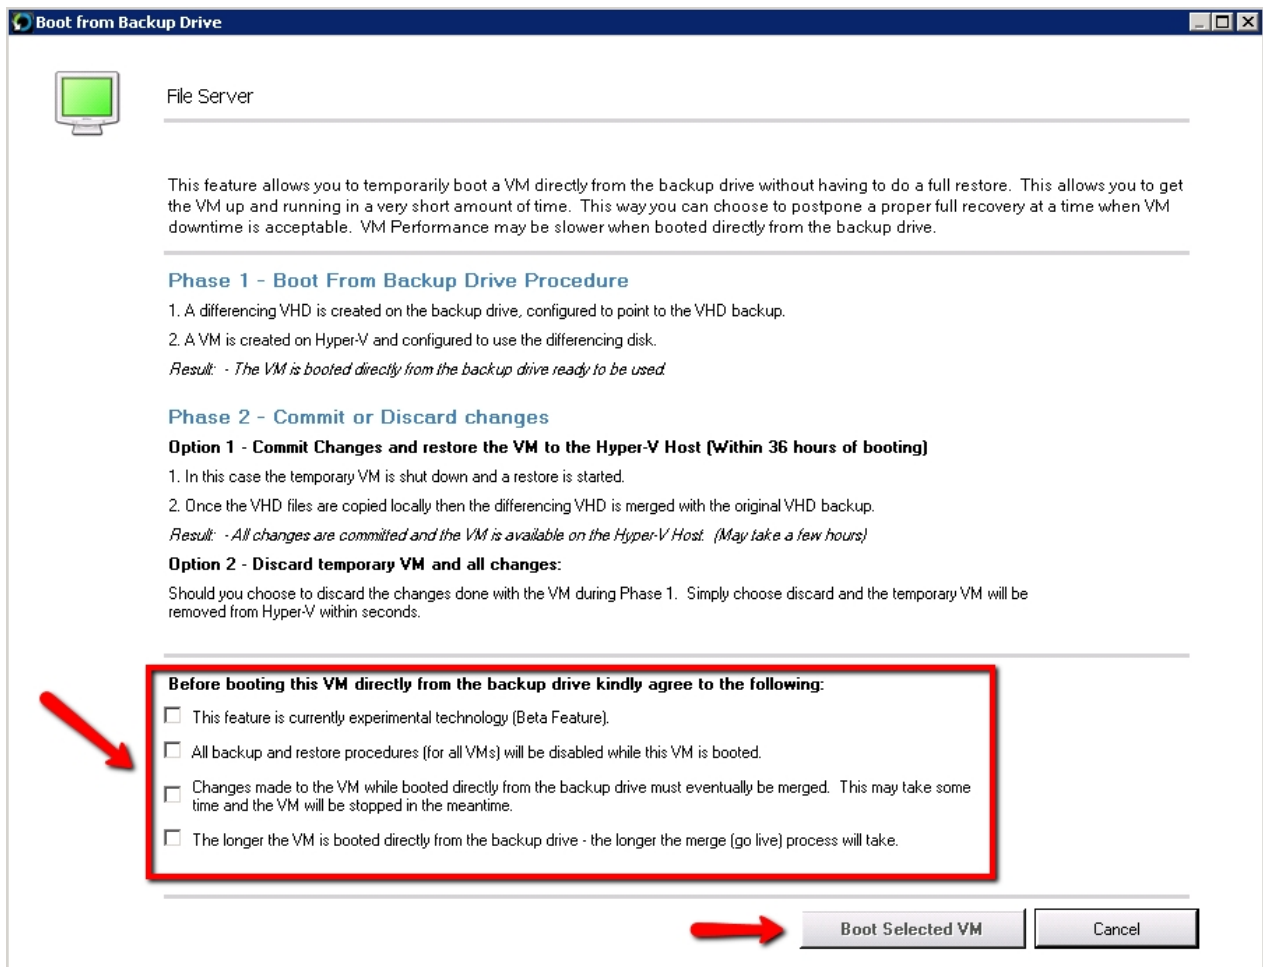 Boot from Backup Drive
File Server
This feature allows you to temporarily boot a VM directly from the backup drive without having to do a full restore.  This allows you to get
the VM up and running in a very short amount of time.  This way you can choose to postpone a proper full recovery at a time when VM
downtime is acceptable.  VM Performance may be slower when booted directly from the backup drive.
Phase 1 - Boot From Backup Drive Procedure
1. A differencing VHD is created on the backup drive, configured to point to the VHD backup.
2. A VM is created on Hyper-V and configured to use the differencing disk.
Result:  - The VM is booted directly from the backup drive ready to be used.
Phase 2 - Commit or Discard changes
Option 1 - Commit Changes and restore the VM to the Hyper-V Host (Within 36 hours of booting)
1. In this case the temporary VM is shut down and a restore is started.
2. Once the VHD files are copied locally then the differencing VHD is merged with the original VHD backup.
Result:  - All changes are committed and the VM is available on the Hyper-V Host.  (May take a few hours)
Option 2 - Discard temporary VM and all changes:
Should you choose to discard the changes done with the VM during Phase 1.  Simply choose discard and the temporary VM will be
removed from Hyper-V within seconds.
Before booting this VM directly from the backup drive kindly agree to the following:
This feature is currently experimental technology (Beta Feature).
All backup and restore procedures (for all VMs) will be disabled while this VM is booted.
Changes made to the VM while booted directly from the backup drive must eventually be merged.  This may take some
time and the VM will be stopped in the meantime.
The longer the VM is booted directly from the backup drive - the longer the merge (go live) process will take.
Boot Selected VM
Cancel